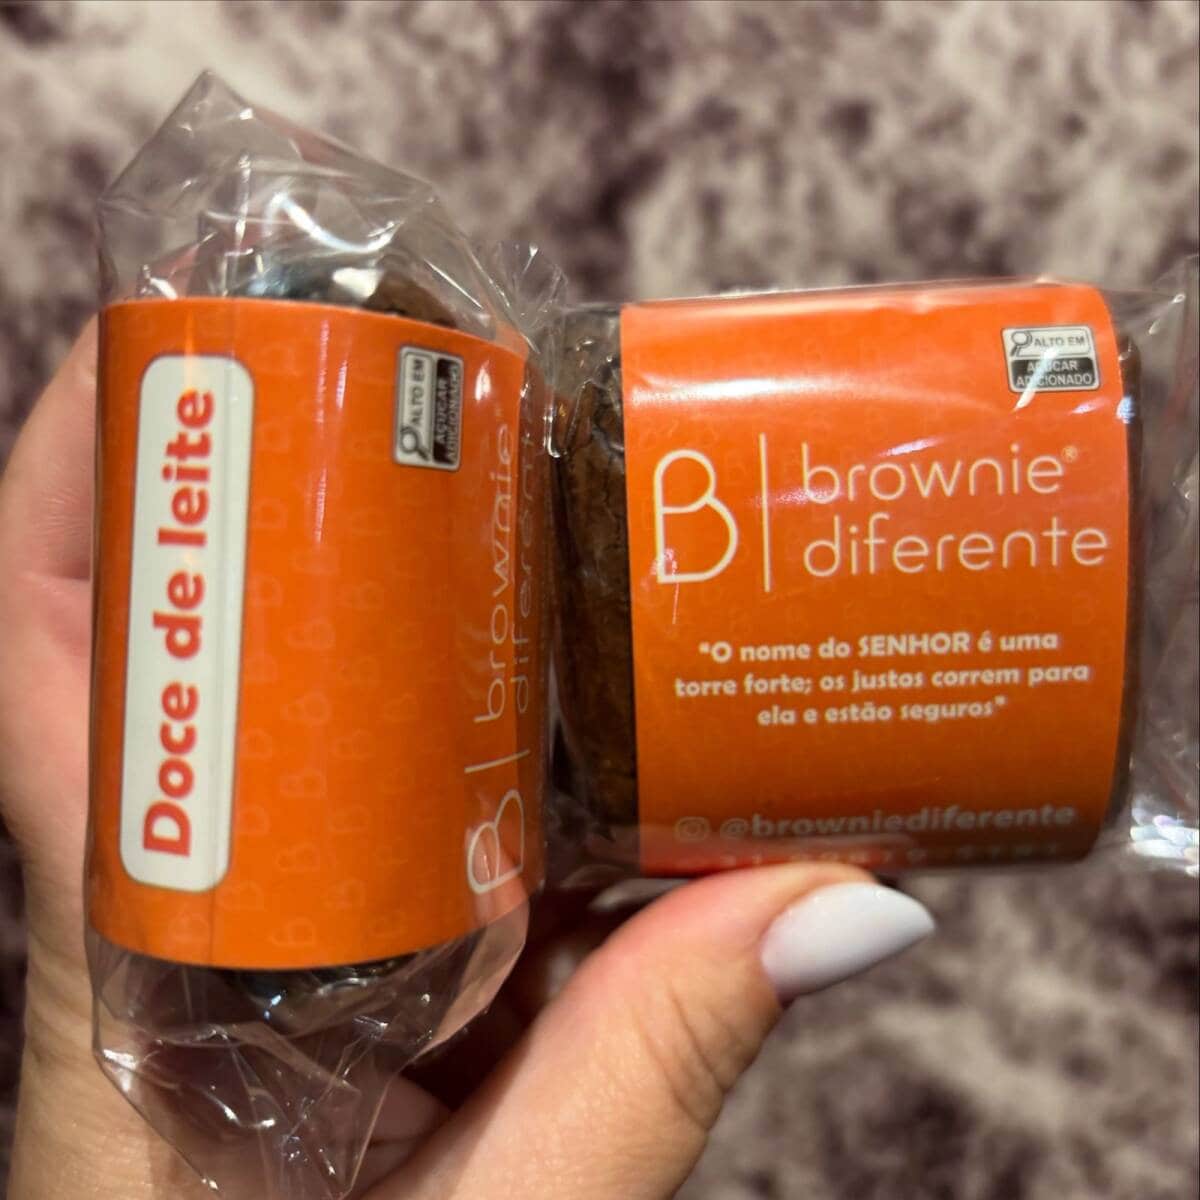 Doce de leite
ALTO EM
AÇÚCAR
ADICIONADO
B brownie
diferente
ALTO EM
AÇÚCAR
ADICIONADO
B brownie®
diferente
"O nome do SENHOR é uma
torre forte; os justos correm para
ela e estão seguros"
@browniediferente